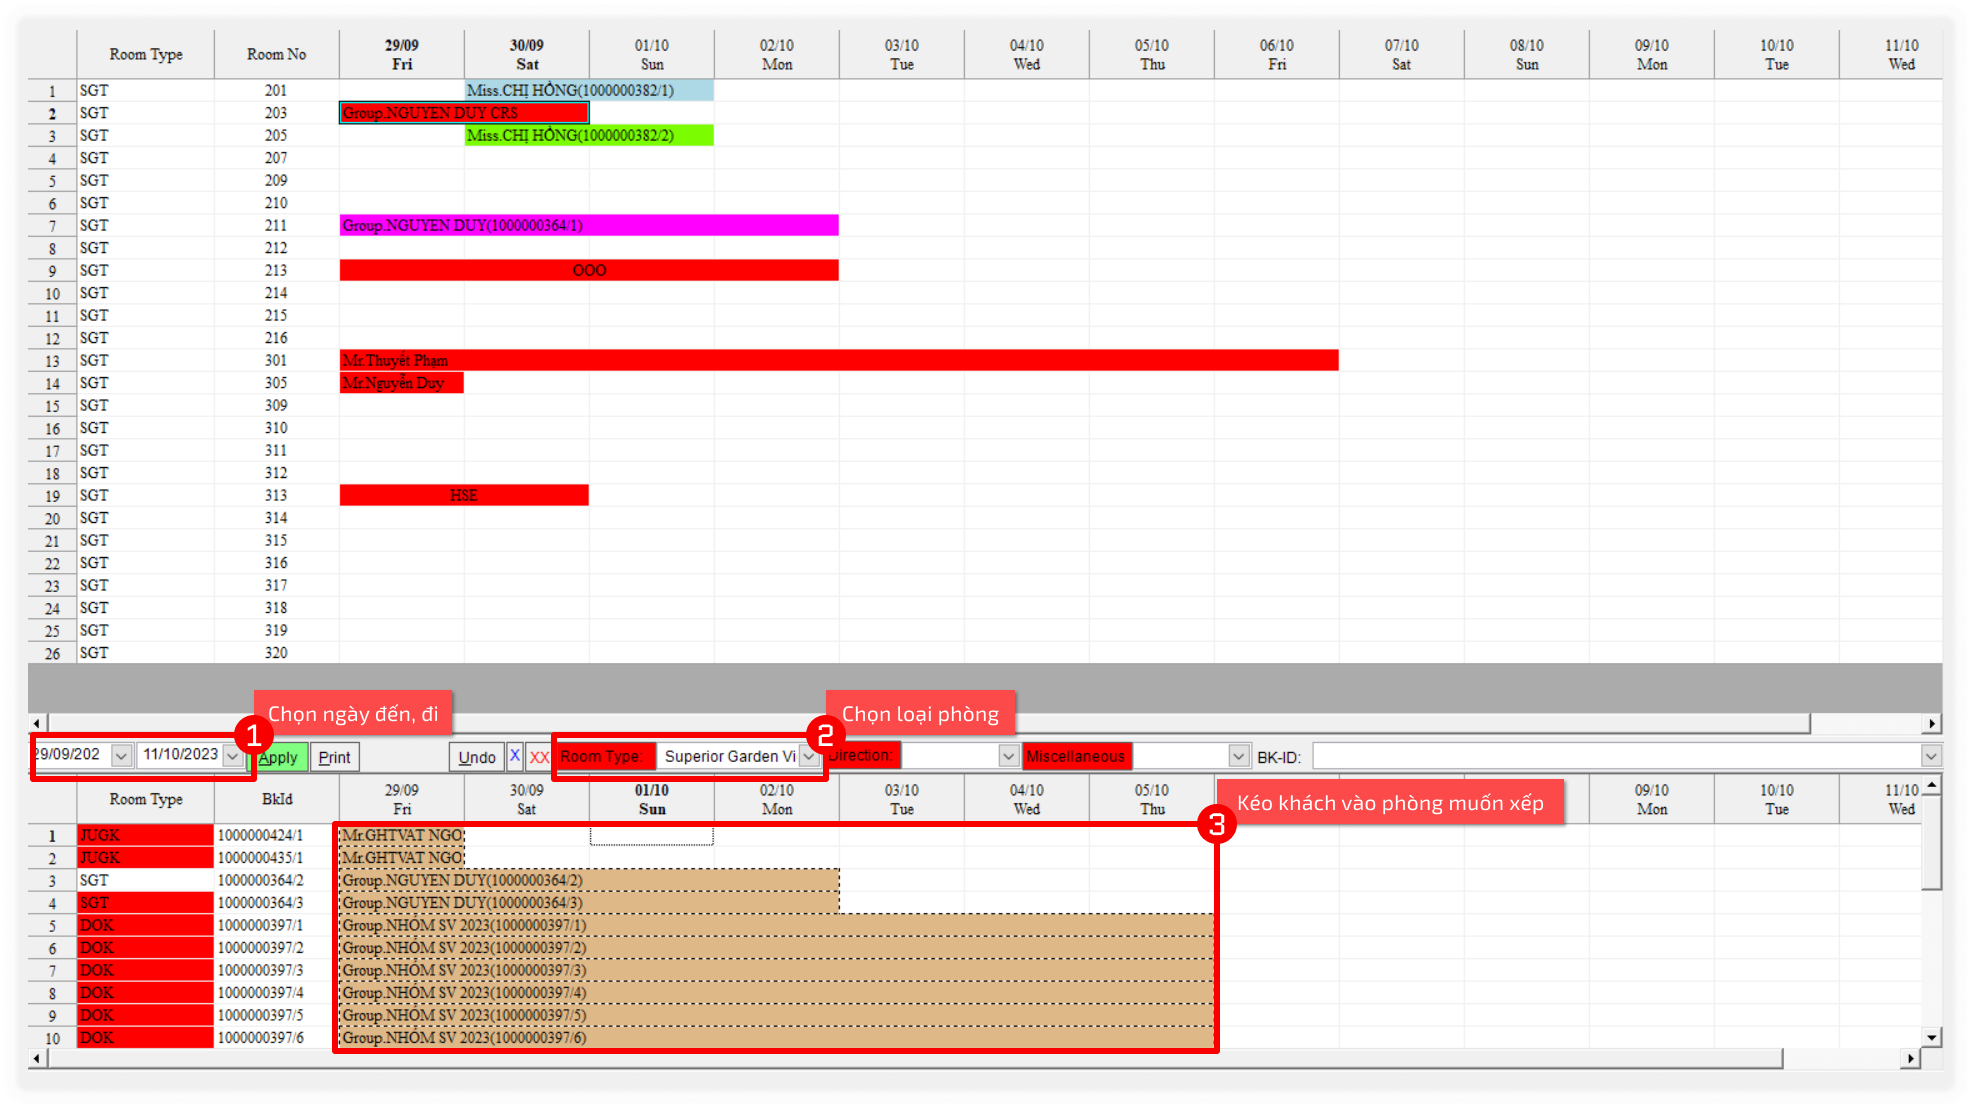 Room Type Room No 29/09 Fri 30/09 Sat 01/10 Sun 02/10 Mon 03/10 Tue 04/10 Wed 05/10 Thu 06/10 Fri 07/10 Sat 08/10 Sun 09/10 Mon 10/10 Tue 11/10 Wed
1 SGT 201 Miss.CHỊ HỒNG(1000000382/1)
2 SGT 203 Group.NGUYEN DUY CRS
3 SGT 205 Miss.CHỊ HỒNG(1000000382/2)
4 SGT 207
5 SGT 209
6 SGT 210
7 SGT 211 Group.NGUYEN DUY(1000000364/1)
8 SGT 212
9 SGT 213 OOO
10 SGT 214
11 SGT 215
12 SGT 216
13 SGT 301 Mr.Thuyết Phạm
14 SGT 305 Mr.Nguyễn Duy
15 SGT 309
16 SGT 310
17 SGT 311
18 SGT 312
19 SGT 313 HSE
20 SGT 314
21 SGT 315
22 SGT 316
23 SGT 317
24 SGT 318
25 SGT 319
26 SGT 320
1 Chọn ngày đến, đi
2 Chọn loại phòng
29/09/202 11/10/2023 Apply Print Undo X XX Room Type: Superior Garden Vi Direction: Miscellaneous BK-ID:
3 Kéo khách vào phòng muốn xếp
Room Type BkId 29/09 Fri 30/09 Sat 01/10 Sun 02/10 Mon 03/10 Tue 04/10 Wed 05/10 Thu 09/10 Mon 10/10 Tue 11/10 Wed
1 JUGK 1000000424/1 Mr.GHTVAT NGO
2 JUGK 1000000435/1 Mr.GHTVAT NGO
3 SGT 1000000364/2 Group.NGUYEN DUY(1000000364/2)
4 SGT 1000000364/3 Group.NGUYEN DUY(1000000364/3)
5 DOK 1000000397/1 Group.NHÓM SV 2023(1000000397/1)
6 DOK 1000000397/2 Group.NHÓM SV 2023(1000000397/2)
7 DOK 1000000397/3 Group.NHÓM SV 2023(1000000397/3)
8 DOK 1000000397/4 Group.NHÓM SV 2023(1000000397/4)
9 DOK 1000000397/5 Group.NHÓM SV 2023(1000000397/5)
10 DOK 1000000397/6 Group.NHÓM SV 2023(1000000397/6)